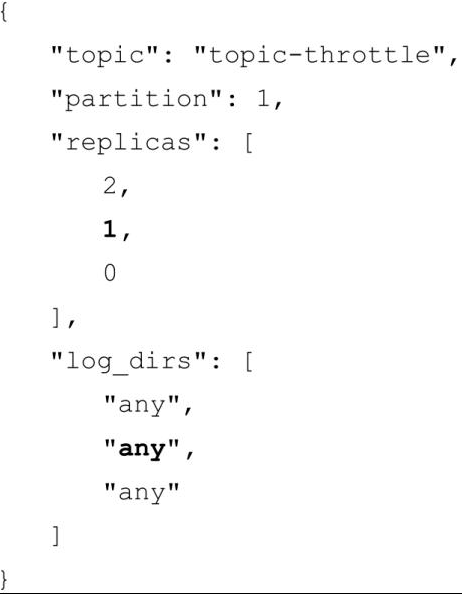 {
"topic": "topic-throttle",
"partition": 1,
"replicas": [
2,
1,
0
],
"log_dirs": [
"any",
"any",
"any"
]
}